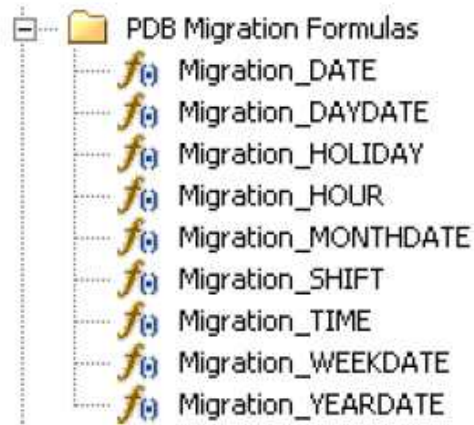 PDB Migration Formulas
Migration_DATE
Migration_DAYDATE
Migration_HOLIDAY
Migration_HOUR
Migration_MONTHDATE
Migration_SHIFT
Migration_TIME
Migration_WEEKDATE
Migration_YEARDATE